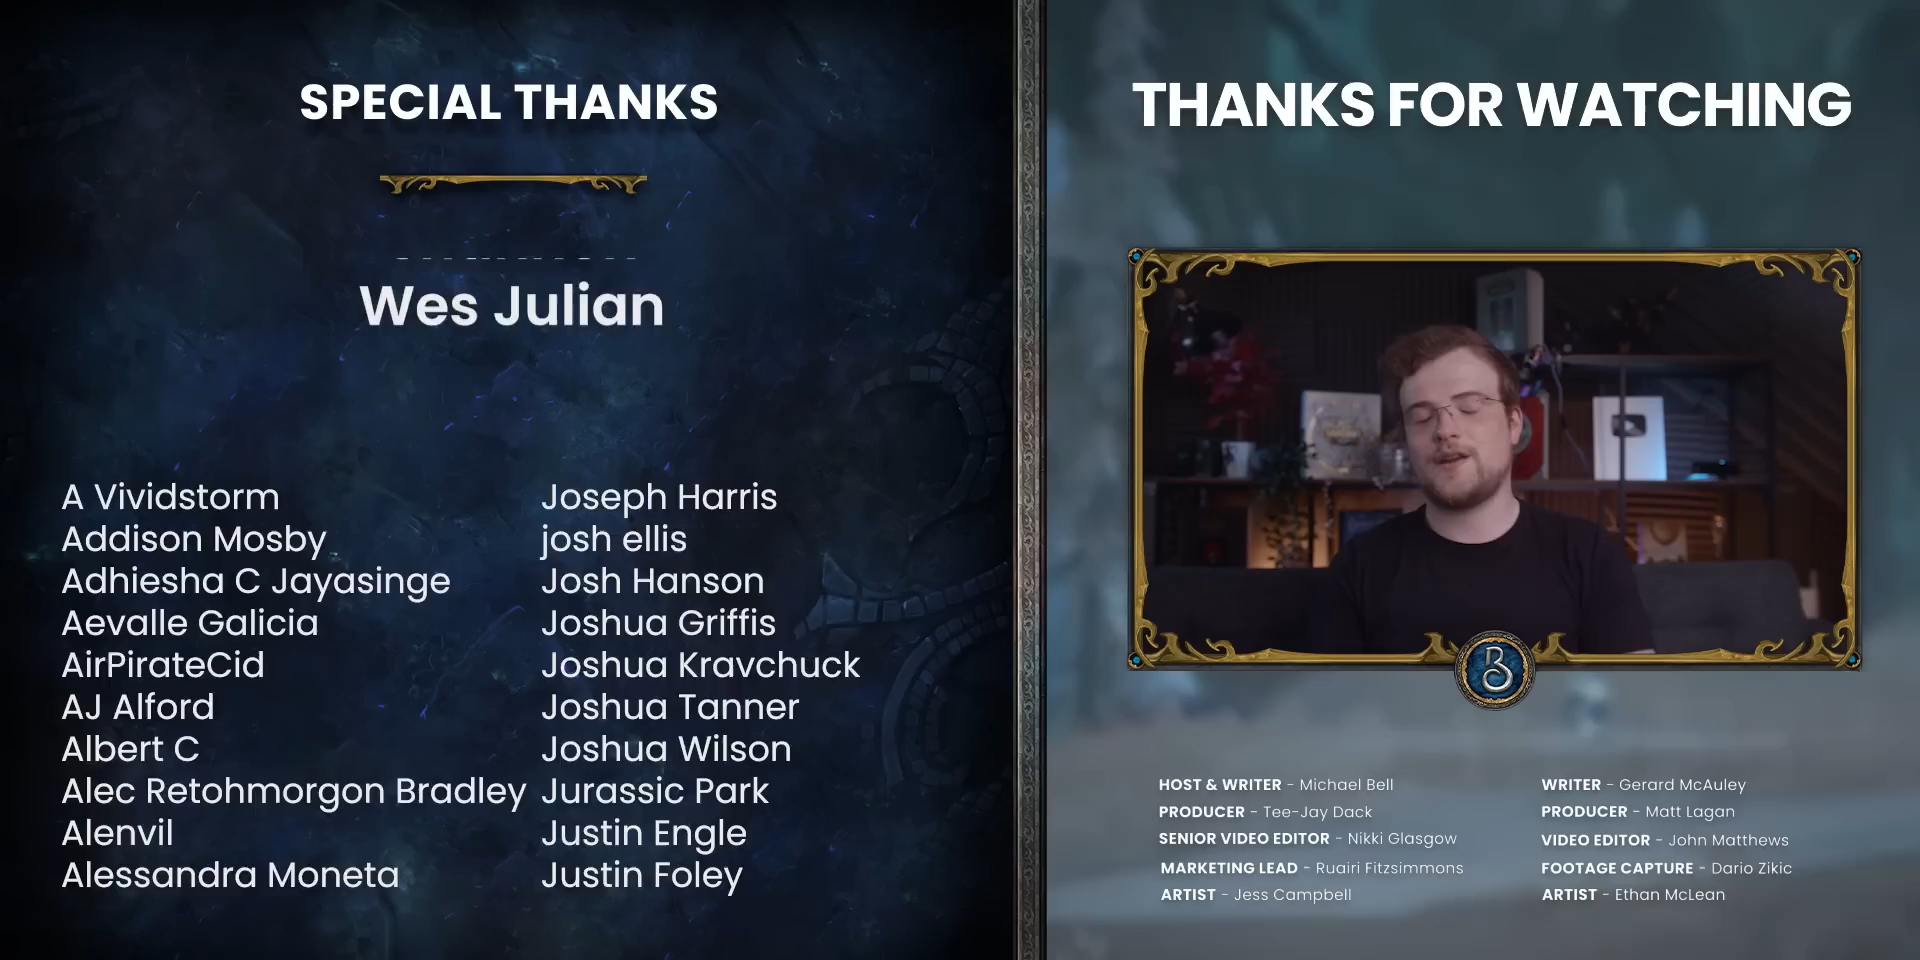 SPECIAL THANKS
Wes Julian
A Vividstorm
Addison Mosby
Adhiesha C Jayasinge
Aevalle Galicia
AirPirateCid
AJ Alford
Albert C
Alec Retohmorgon Bradley
Alenvil
Alessandra Moneta
Joseph Harris
josh ellis
Josh Hanson
Joshua Griffis
Joshua Kravchuck
Joshua Tanner
Joshua Wilson
Jurassic Park
Justin Engle
Justin Foley
THANKS FOR WATCHING
B
HOST & WRITER - Michael Bell
PRODUCER - Tee-Jay Dack
SENIOR VIDEO EDITOR - Nikki Glasgow
MARKETING LEAD - Ruairi Fitzsimmons
ARTIST - Jess Campbell
WRITER - Gerard McAuley
PRODUCER - Matt Lagan
VIDEO EDITOR - John Matthews
FOOTAGE CAPTURE - Dario Zikic
ARTIST - Ethan McLean